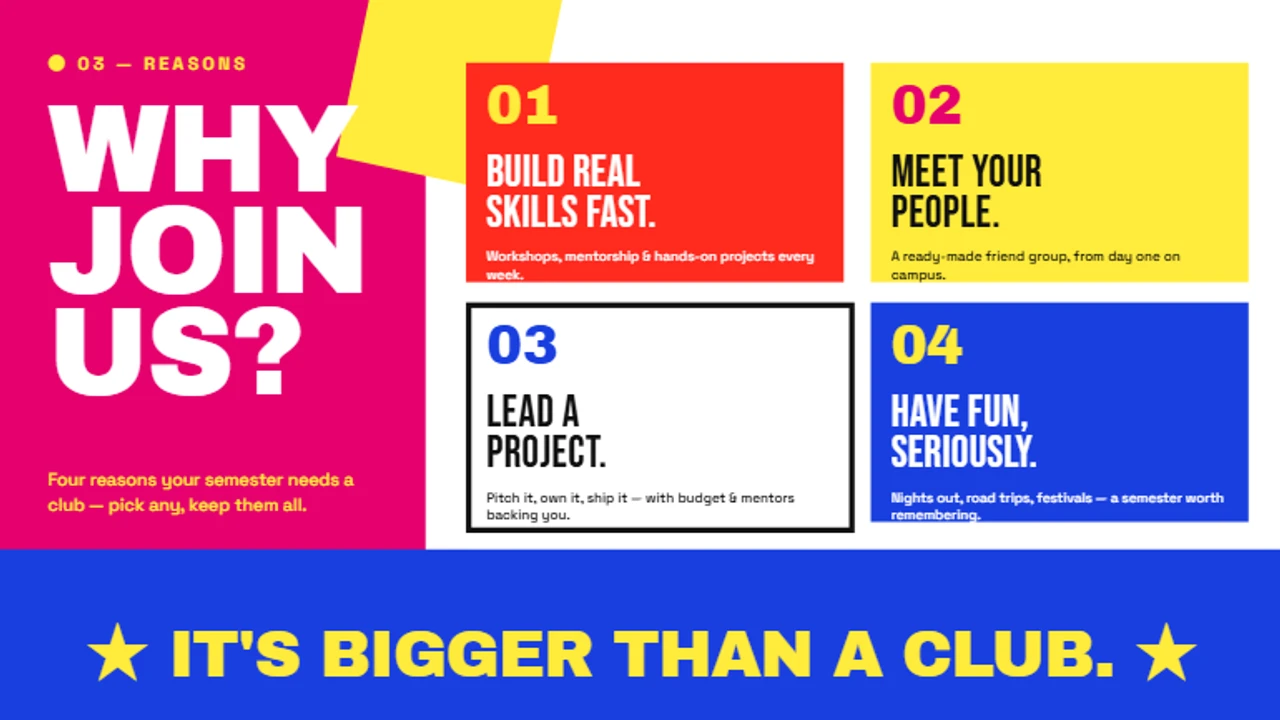 03 — REASONS
WHY
JOIN
US?
Four reasons your semester needs a
club — pick any, keep them all.
01
BUILD REAL
SKILLS FAST.
Workshops, mentorship & hands-on projects every
week.
02
MEET YOUR
PEOPLE.
A ready-made friend group, from day one on
campus.
03
LEAD A
PROJECT.
Pitch it, own it, ship it — with budget & mentors
backing you.
04
HAVE FUN,
SERIOUSLY.
Nights out, road trips, festivals — a semester worth
remembering.
★ IT'S BIGGER THAN A CLUB. ★